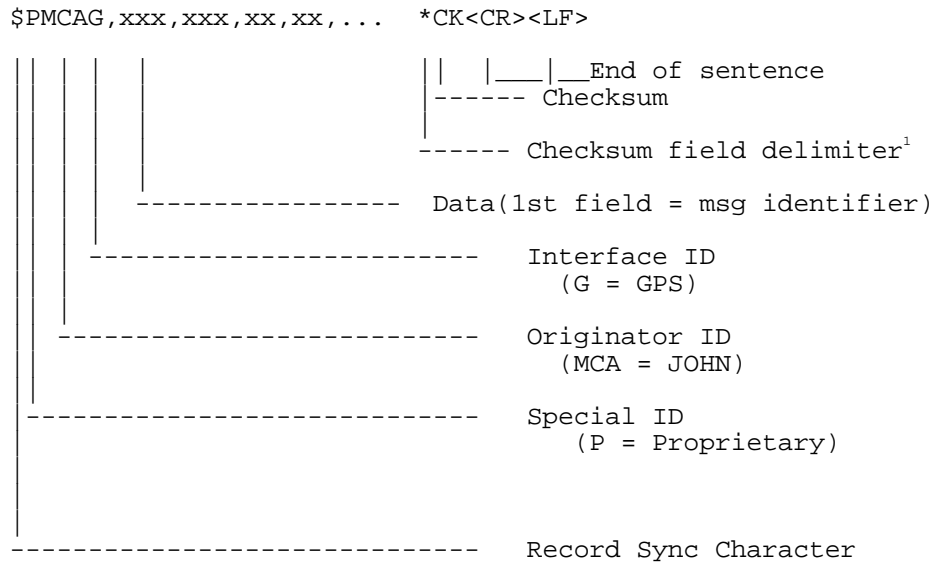 $PMCAG,xxx,xxx,xx,xx,... *CK<CR><LF>
End of sentence
Checksum
Checksum field delimiter1
Data(1st field = msg identifier)
Interface ID
(G = GPS)
Originator ID
(MCA = JOHN)
Special ID
(P = Proprietary)
Record Sync Character